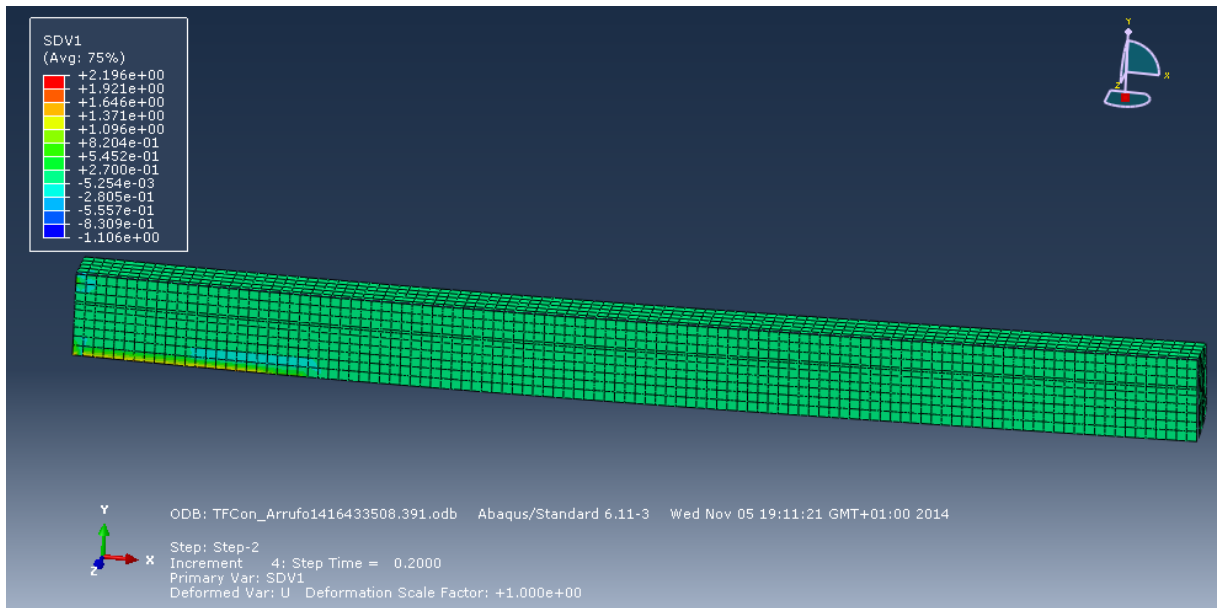 SDV1
(Avg: 75%)
+2.196e+00
+1.921e+00
+1.646e+00
+1.371e+00
+1.096e+00
+8.204e-01
+5.452e-01
+2.700e-01
-5.254e-03
-2.805e-01
-5.557e-01
-8.309e-01
-1.106e+00
Y
X
Z
Y
X
Z
ODB: TFCon_Arrufo1416433508.391.odb Abaqus/Standard 6.11-3 Wed Nov 05 19:11:21 GMT+01:00 2014
Step: Step-2
Increment 4: Step Time = 0.2000
Primary Var: SDV1
Deformed Var: U Deformation Scale Factor: +1.000e+00